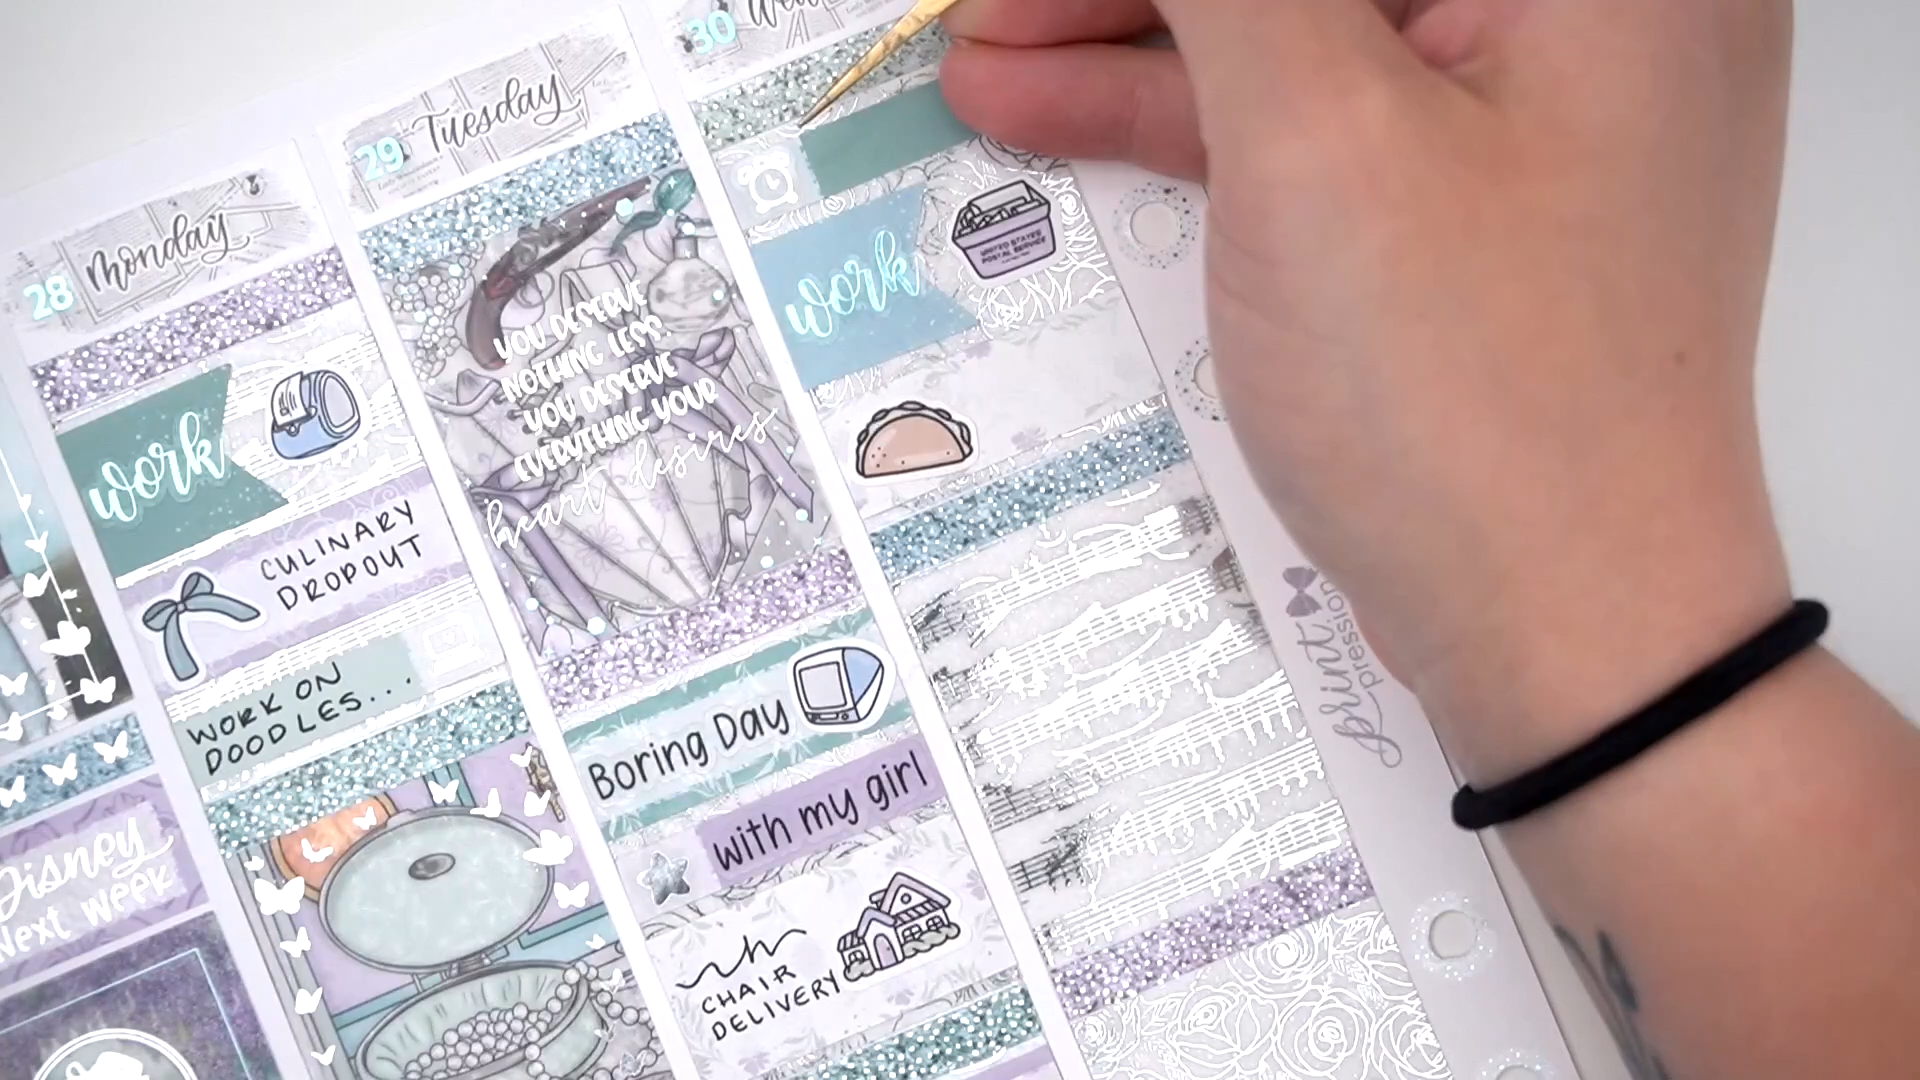 28 Monday
work
CULINARY
DROPOUT
WORK ON
DOODLES...
Disney
Next week
29 Tuesday
YOU DESERVE
NOTHING LESS.
YOU DESERVE
EVERYTHING YOUR
heart desires
Boring Day
with my girl
CHAIR
DELIVERY
30
work
UNITED STATES
POSTAL SERVICE
print
pression